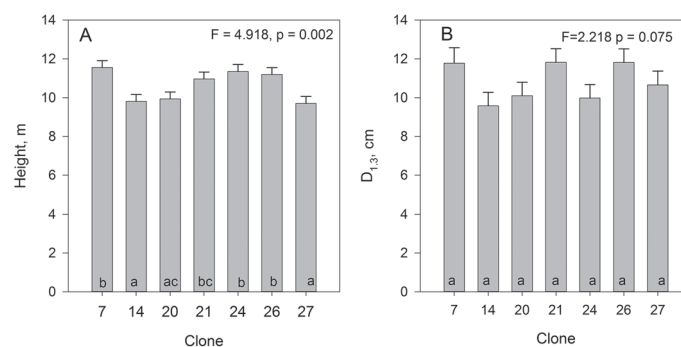 A
F = 4.918, p = 0.002
14
12
10
8
6
4
2
0
Height, m
b
a
ac
bc
b
b
a
7
14
20
21
24
26
27
Clone
B
F=2.218 p = 0.075
14
12
10
8
6
4
2
0
D1.3, cm
a
a
a
a
a
a
a
7
14
20
21
24
26
27
Clone